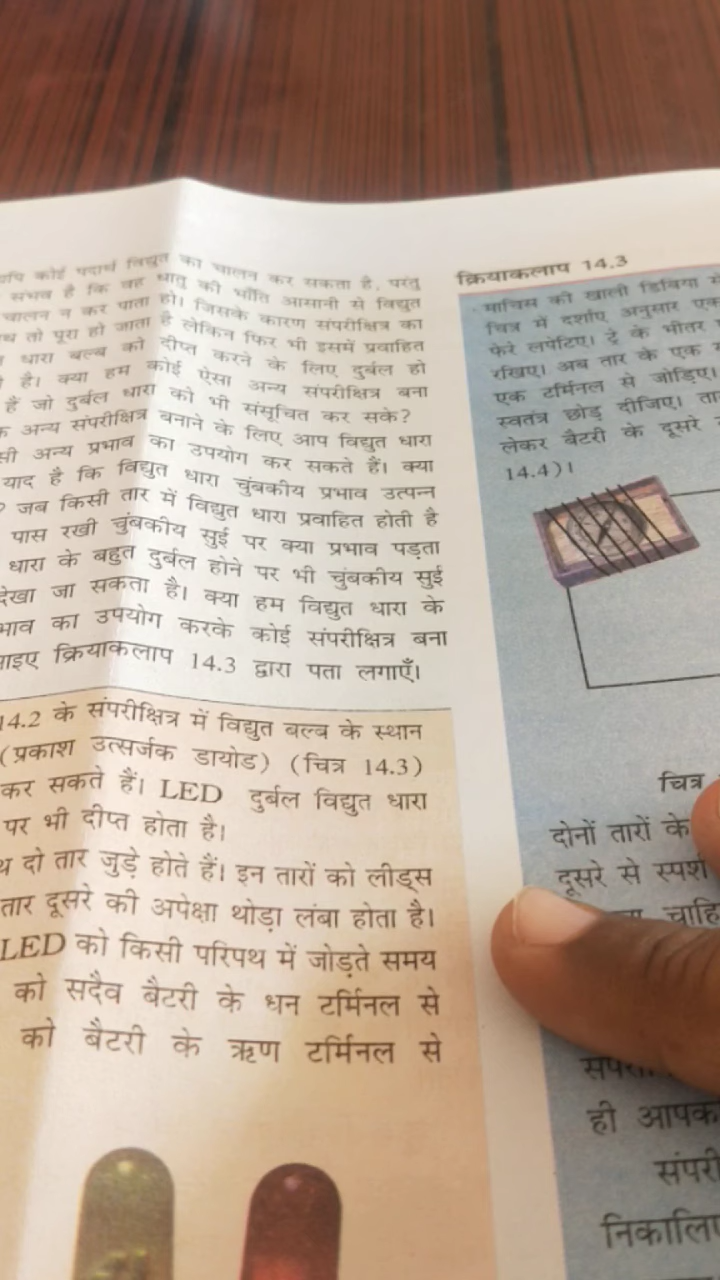 कोई पदार्थ विद्युत का चालन कर सकता है, परंतु
संभव है कि वह धातु की भाँति आसानी से विद्युत
चालन न कर पाता हो। जिसके कारण संपरीक्षित्र का
तो पूरा हो जाता है लेकिन फिर भी इसमें प्रवाहित
धारा बल्ब को दीप्त करने के लिए दुर्बल हो
है। क्या हम कोई ऐसा अन्य संपरीक्षित्र बना
हैं जो दुर्बल धारा को भी संसूचित कर सके?
अन्य संपरीक्षित्र बनाने के लिए आप विद्युत धारा
अन्य प्रभाव का उपयोग कर सकते हैं। क्या
याद है कि विद्युत धारा चुंबकीय प्रभाव उत्पन्न
? जब किसी तार में विद्युत धारा प्रवाहित होती है
पास रखी चुंबकीय सुई पर क्या प्रभाव पड़ता
धारा के बहुत दुर्बल होने पर भी चुंबकीय सुई
देखा जा सकता है। क्या हम विद्युत धारा के
का उपयोग करके कोई संपरीक्षित्र बना
क्रियाकलाप 14.3 द्वारा पता लगाएँ।
14.2 के संपरीक्षित्र में विद्युत बल्ब के स्थान
(प्रकाश उत्सर्जक डायोड) (चित्र 14.3)
कर सकते हैं। LED दुर्बल विद्युत धारा
पर भी दीप्त होता है।
दो तार जुड़े होते हैं। इन तारों को लीड्स
तार दूसरे की अपेक्षा थोड़ा लंबा होता है।
LED को किसी परिपथ में जोड़ते समय
को सदैव बैटरी के धन टर्मिनल से
को बैटरी के ऋण टर्मिनल से
क्रियाकलाप 14.3
माचिस की खाली डिबिया
चित्र में दर्शाए अनुसार एक
फेरे लपेटिए। ट्रे के भीतर
रखिए। अब तार के एक
एक टर्मिनल से जोड़िए।
स्वतंत्र छोड़ दीजिए।
लेकर बैटरी के दूसरे
14.4)।
चित्र
दोनों तारों के
दूसरे से स्पर्श
ही
निकालिए